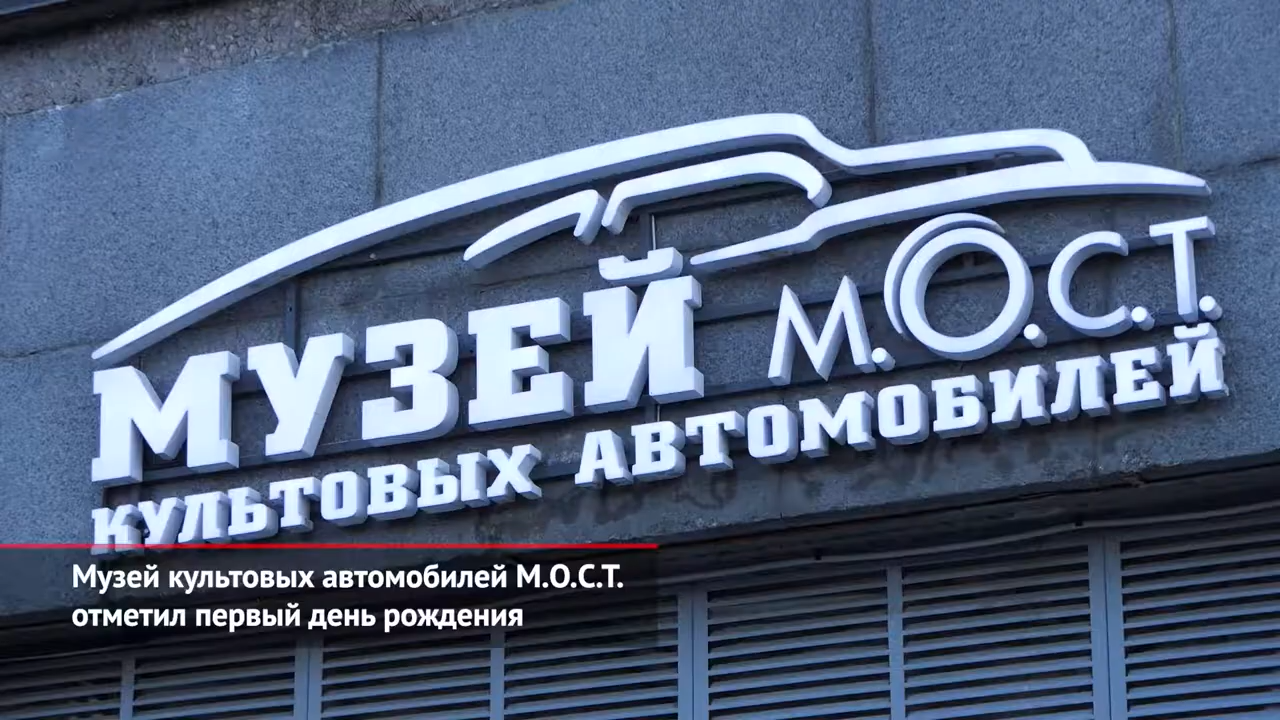 МУЗЕЙ М.О.С.Т.
КУЛЬТОВЫХ АВТОМОБИЛЕЙ
Музей культовых автомобилей М.О.С.Т.
отметил первый день рождения